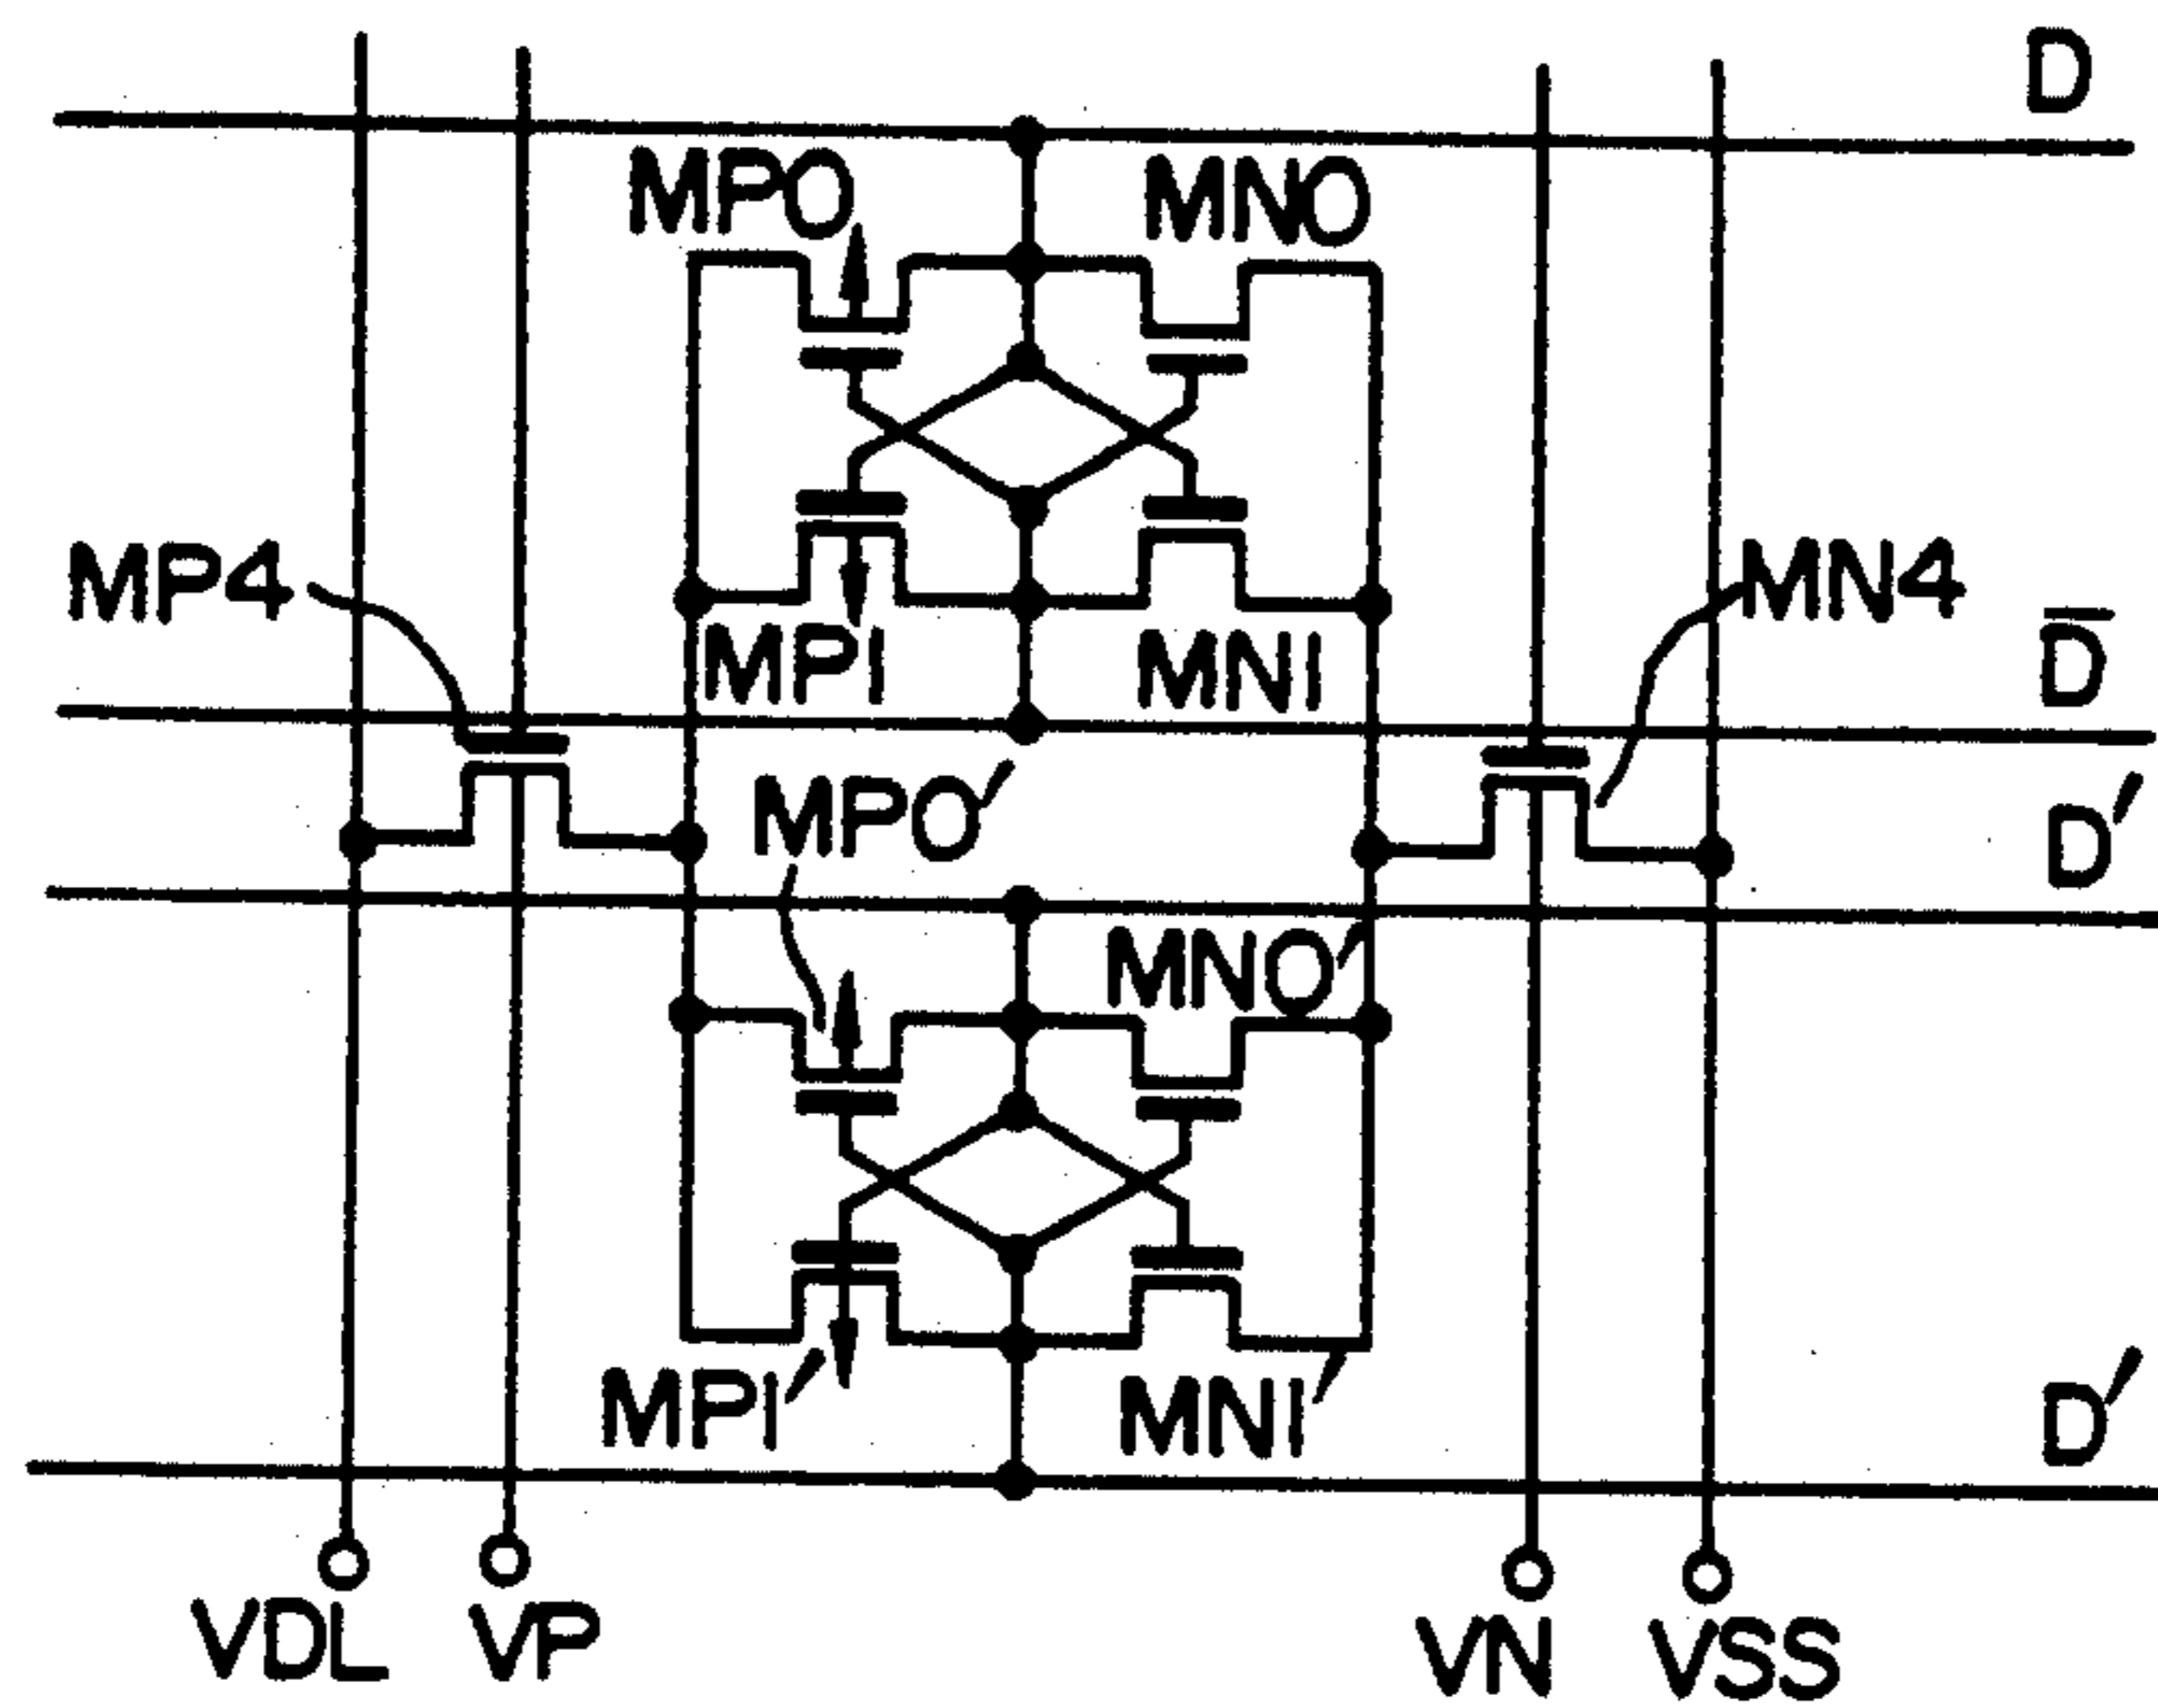 D
MPO MNO
MP4 MN4
MPI MNI D̅
MPO′ D′
MNO′
MPI′ MNI′ D′
VDL VP VN VSS